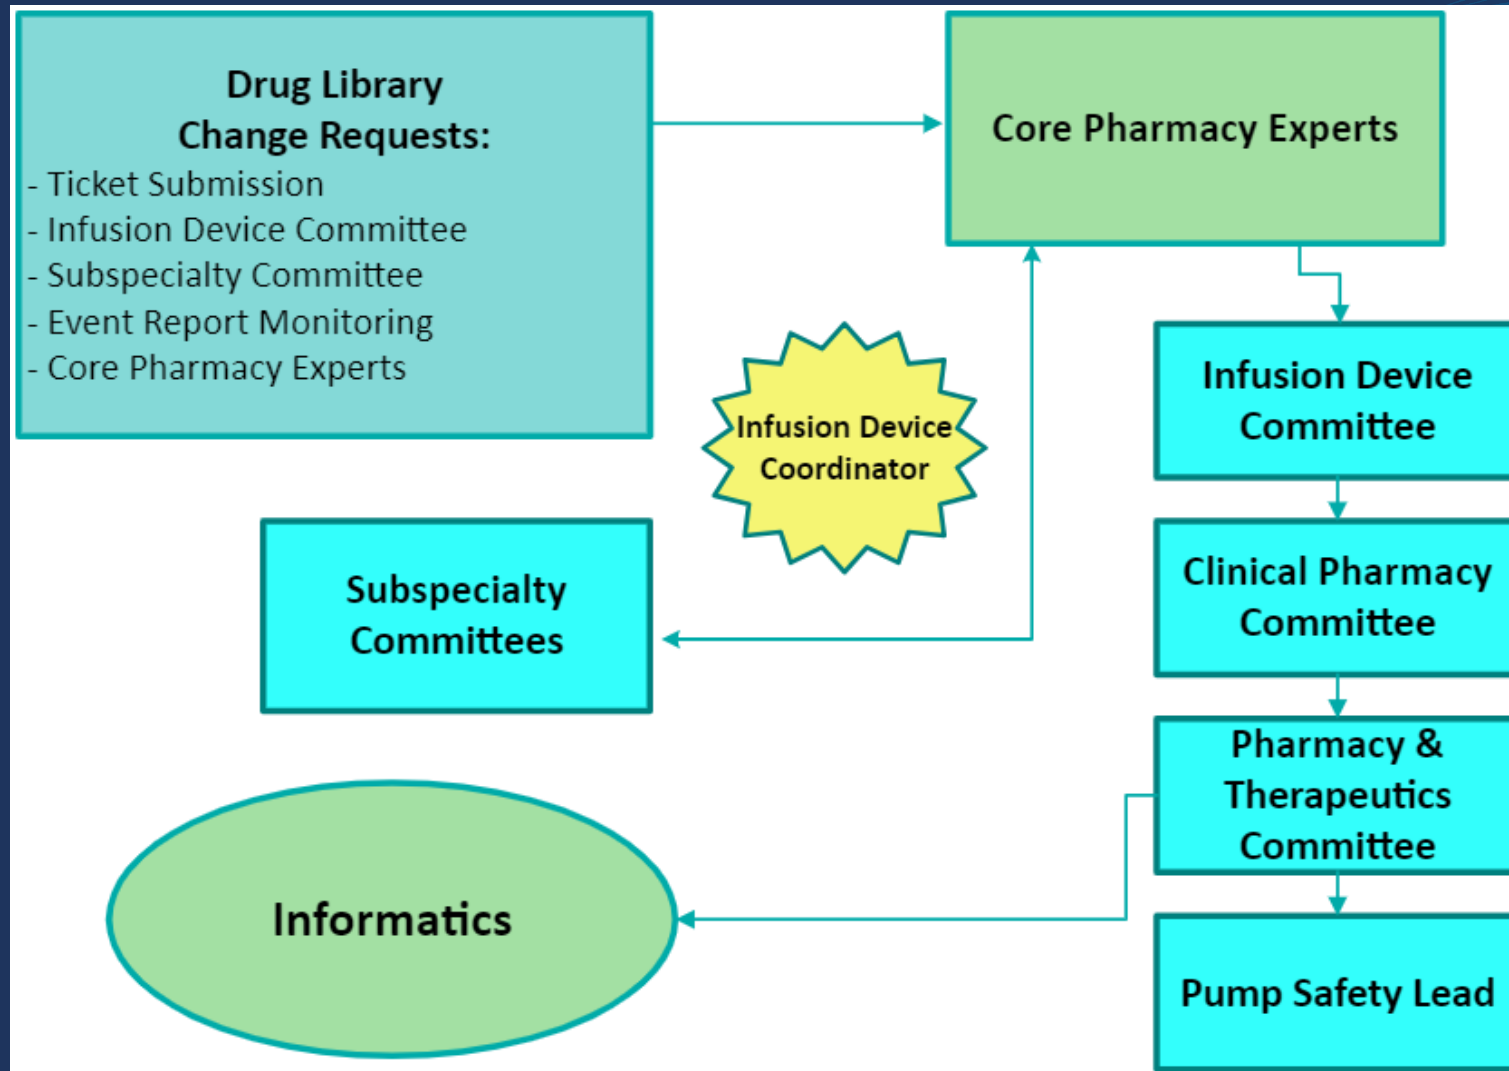 Drug Library
Change Requests:
- Ticket Submission
- Infusion Device Committee
- Subspecialty Committee
- Event Report Monitoring
- Core Pharmacy Experts
Core Pharmacy Experts
Infusion Device
Coordinator
Infusion Device
Committee
Subspecialty
Committees
Clinical Pharmacy
Committee
Pharmacy &
Therapeutics
Committee
Informatics
Pump Safety Lead